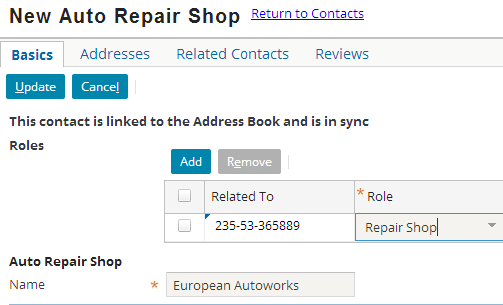 New Auto Repair Shop Return to Contacts
Basics Addresses Related Contacts Reviews
Update Cancel
This contact is linked to the Address Book and is in sync
Roles
Add Remove
Related To * Role
235-53-365889 Repair Shop
Auto Repair Shop
Name * European Autoworks